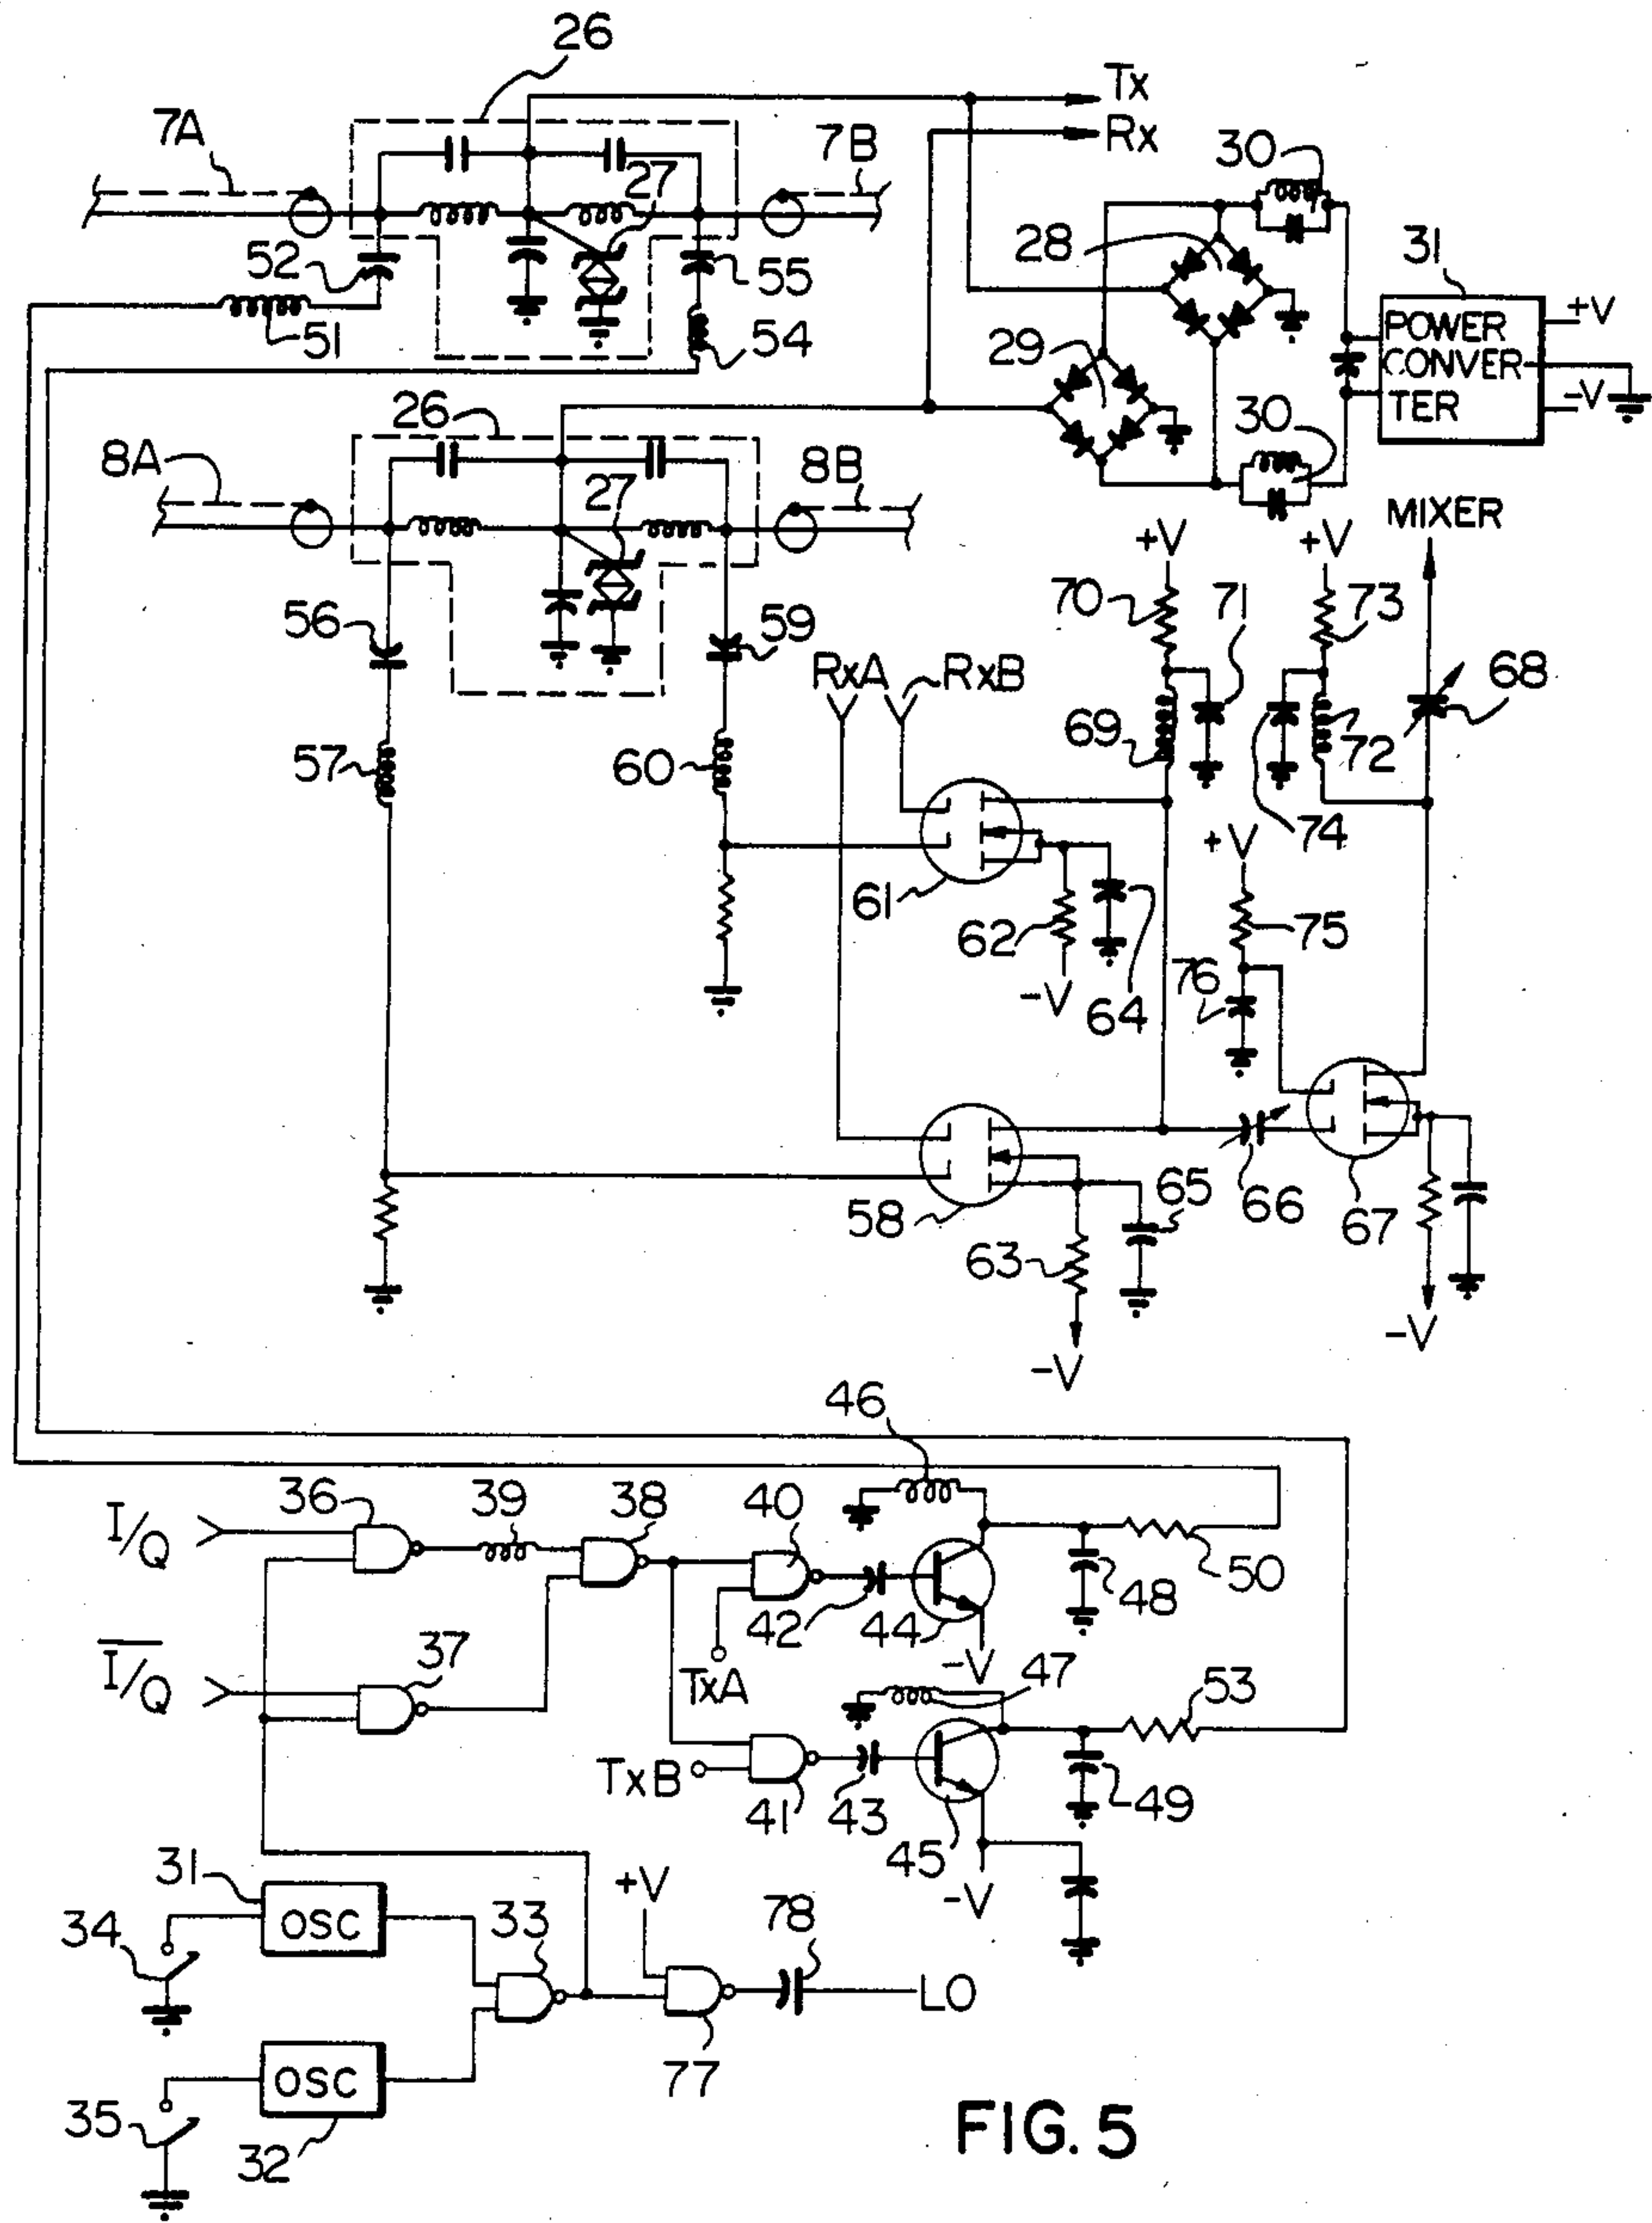 26
7A
Tx
Rx
7B
30
27
28
31
52
55
+V
POWER
CONVER-
TER
-V
51
54
29
26
30
8A
27
8B
MIXER
+V
+V
70
71
73
56
59
RxA
RxB
68
57
60
69
72
74
+V
61
62
75
-V
64
76
58
65
66
67
63
-V
-V
46
I/Q
36
39
38
40
50
48
42
44
-V
I/Q
37
TxA
47
53
TxB
41
43
45
49
-V
31
+V
78
34
OSC
33
LO
77
OSC
35
32
FIG. 5